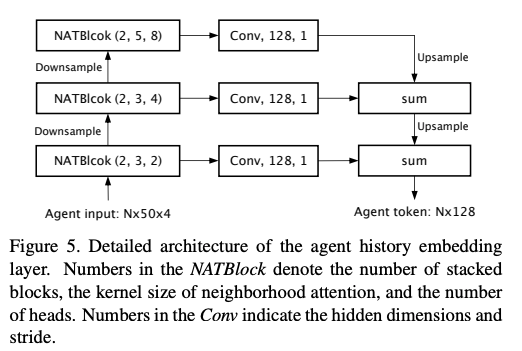 NATBlcok (2, 5, 8)
Conv, 128, 1
Downsample
Upsample
NATBlcok (2, 3, 4)
Conv, 128, 1
sum
Downsample
Upsample
NATBlcok (2, 3, 2)
Conv, 128, 1
sum
Agent input: Nx50x4
Agent token: Nx128
Figure 5. Detailed architecture of the agent history embedding
layer. Numbers in the NATBlock denote the number of stacked
blocks, the kernel size of neighborhood attention, and the number
of heads. Numbers in the Conv indicate the hidden dimensions and
stride.